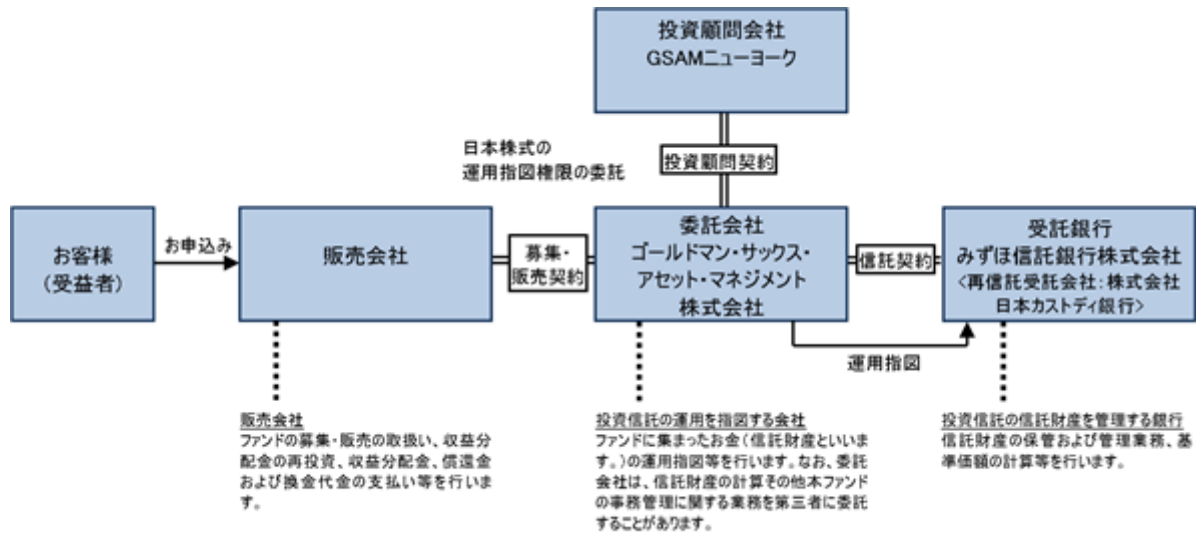 投資顧問会社
GSAMニューヨーク
日本株式の
運用指図権限の委託
投資顧問契約
お客様
(受益者)
お申込み
販売会社
募集・
販売契約
委託会社
ゴールドマン・サックス・
アセット・マネジメント
株式会社
信託契約
受託銀行
みずほ信託銀行株式会社
<再信託受託会社：株式会社
日本カストディ銀行>
運用指図
販売会社
ファンドの募集・販売の取扱い、収益分
配金の再投資、収益分配金、償還金
および換金代金の支払い等を行いま
す。
投資信託の運用を指図する会社
ファンドに集まったお金(信託財産といいま
す。)の運用指図等を行います。なお、委託
会社は、信託財産の計算その他本ファンド
の事務管理に関する業務を第三者に委託
することがあります。
投資信託の信託財産を管理する銀行
信託財産の保管および管理業務、基
準価額の計算等を行います。